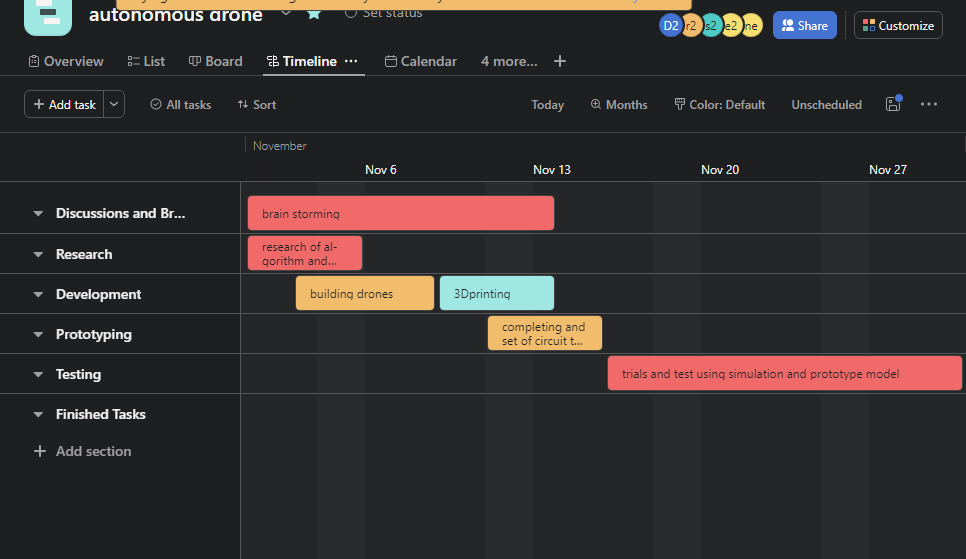 autonomous drone
Set status
D2 r2 s2 e2 ne
Share
Customize
Overview List Board Timeline ... Calendar 4 more... +
+ Add task All tasks Sort Today Months Color: Default Unscheduled ...
November
Nov 6 Nov 13 Nov 20 Nov 27
Discussions and Br...
brain storming
Research
research of al-
gorithm and...
Development
building drones
3Dprinting
Prototyping
completing and
set of circuit t...
Testing
trials and test using simulation and prototype model
Finished Tasks
+ Add section